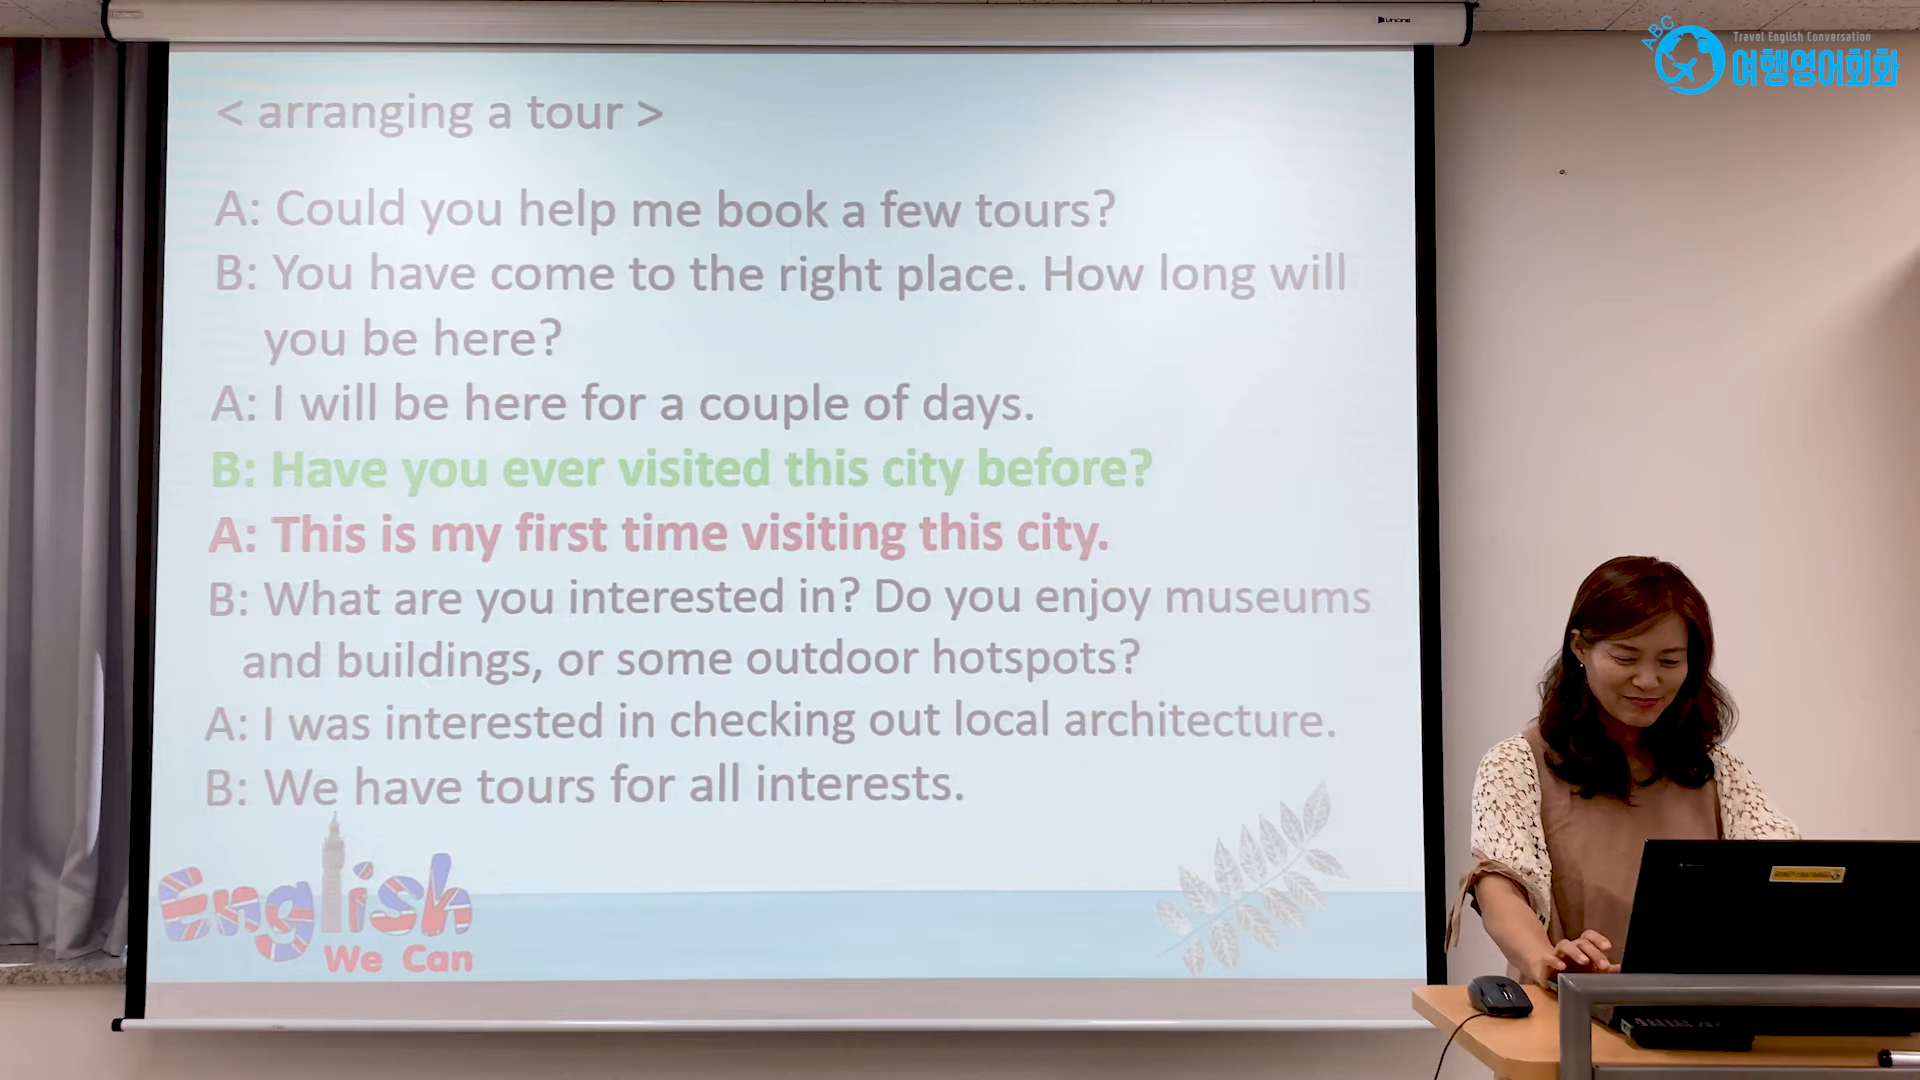 ABC
Travel English Conversation
여행영어회화
< arranging a tour >
A: Could you help me book a few tours?
B: You have come to the right place. How long will
you be here?
A: I will be here for a couple of days.
B: Have you ever visited this city before?
A: This is my first time visiting this city.
B: What are you interested in? Do you enjoy museums
and buildings, or some outdoor hotspots?
A: I was interested in checking out local architecture.
B: We have tours for all interests.
English
We Can